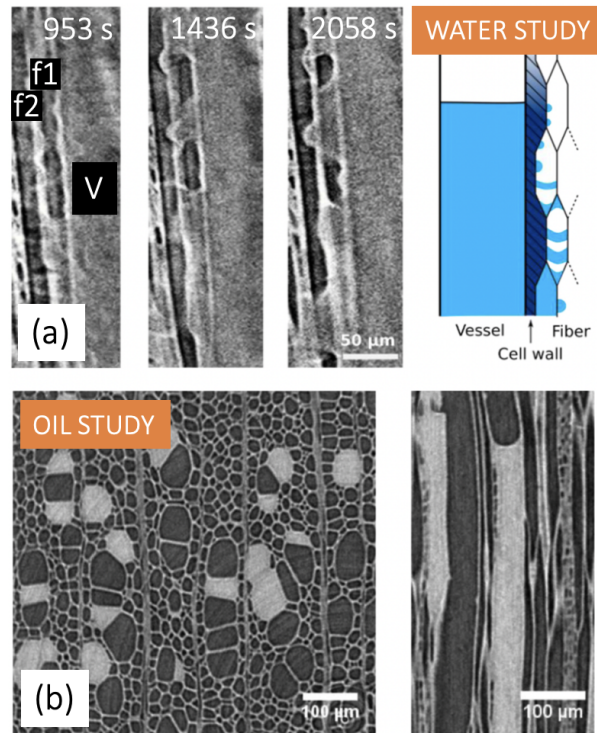 953 s
1436 s
2058 s
WATER STUDY
f1
f2
V
(a)
50 µm
Vessel
Fiber
Cell wall
OIL STUDY
(b)
100 µm
100 µm